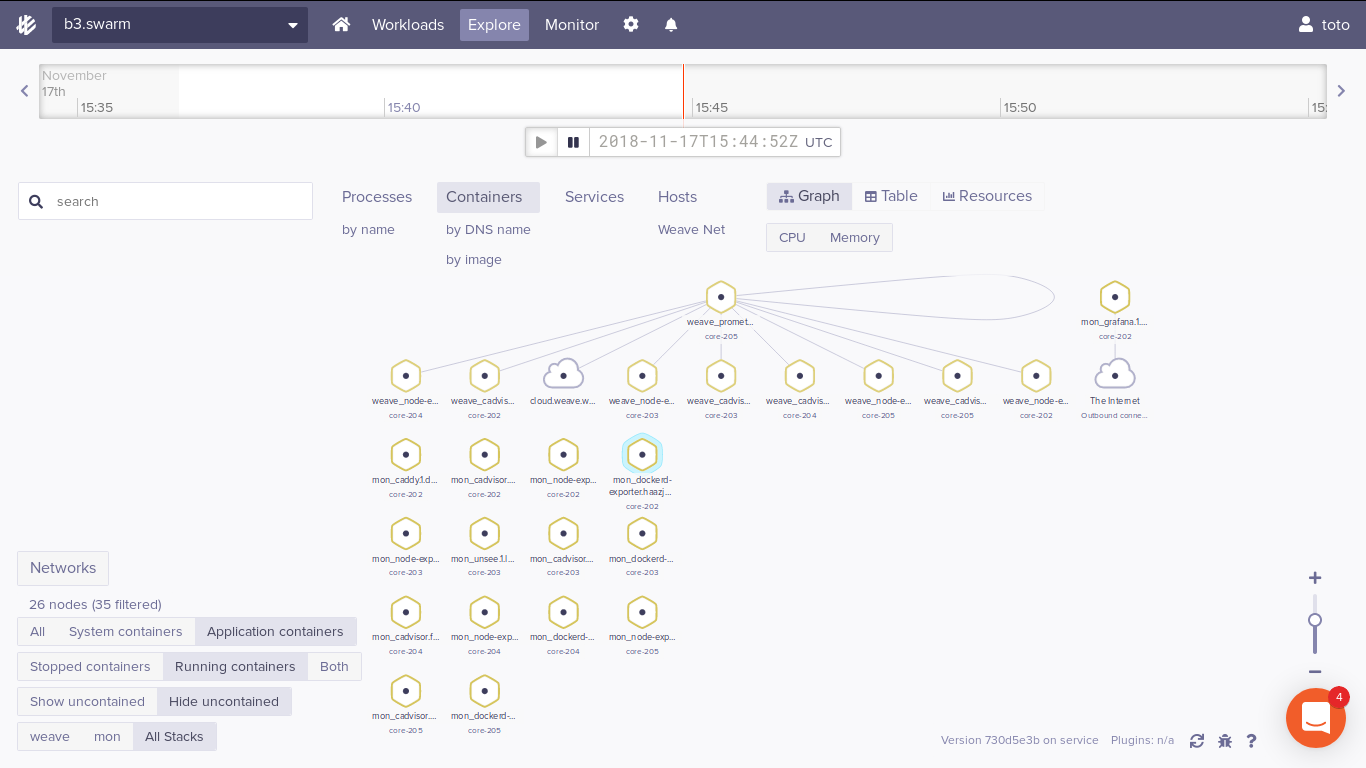 b3.swarm
Workloads Explore Monitor
toto
November
17th
15:35 15:40 15:45 15:50 15:
2018-11-17T15:44:52Z UTC
search
Processes Containers Services Hosts Graph Table Resources
by name by DNS name Weave Net CPU Memory
by image
weave_promet... mon_grafana.1....
core-205 core-202
weave_node-e... weave_cadvis... cloud.weave.w... weave_node-e... weave_cadvis... weave_cadvis... weave_node-e... weave_cadvis... weave_node-e... The Internet
core-204 core-202 core-203 core-203 core-204 core-205 core-205 core-202 Outbound conne...
mon_caddy.1.d... mon_cadvisor.... mon_node-exp... mon_dockerd-
exporter.haazj...
core-202 core-202 core-202 core-202
mon_node-exp... mon_unsee.1.l... mon_cadvisor.... mon_dockerd-...
core-203 core-203 core-203 core-203
mon_cadvisor.f... mon_node-exp... mon_dockerd-... mon_node-exp...
core-204 core-204 core-204 core-205
mon_cadvisor.... mon_dockerd-...
core-205 core-205
Networks
26 nodes (35 filtered)
All System containers Application containers
Stopped containers Running containers Both
Show uncontained Hide uncontained
weave mon All Stacks
Version 730d5e3b on service Plugins: n/a
4